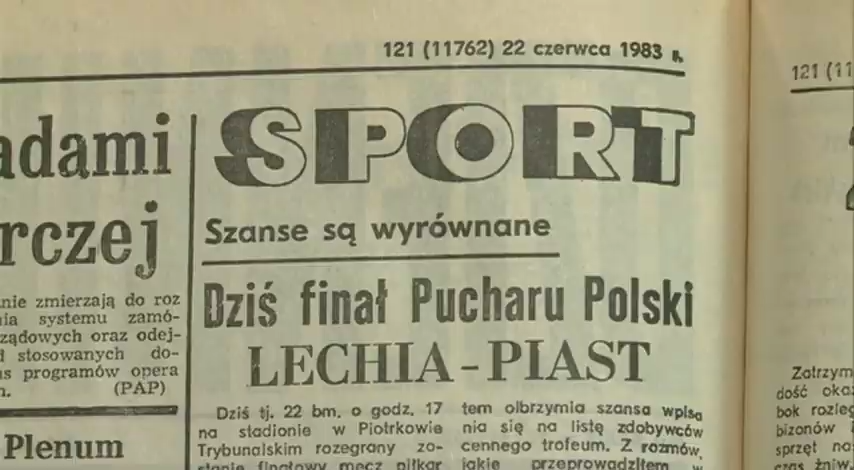 121 (11762) 22 czerwca 1983 r.
adami
rczej
nie zmierzają do roz
nia systemu zamó-
ządowych oraz odej-
stosowanych do-
s programów opera
(PAP)
Plenum
SPORT
Szanse są wyrównane
Dziś finał Pucharu Polski
LECHIA-PIAST
Dziś tj. 22 bm. o godz. 17
na stadionie w Piotrkowie
Trybunalskim rozegrany zo-
stanie finałowy mecz piłkar
tem olbrzymia szansa wpisa
nia się na listę zdobywców
cennego trofeum. Z rozmów,
jakie przeprowadziłem w
121 (11
Zatrzym
dość oka
bok rozleg
bizonów
sprzęt na
czas żniw